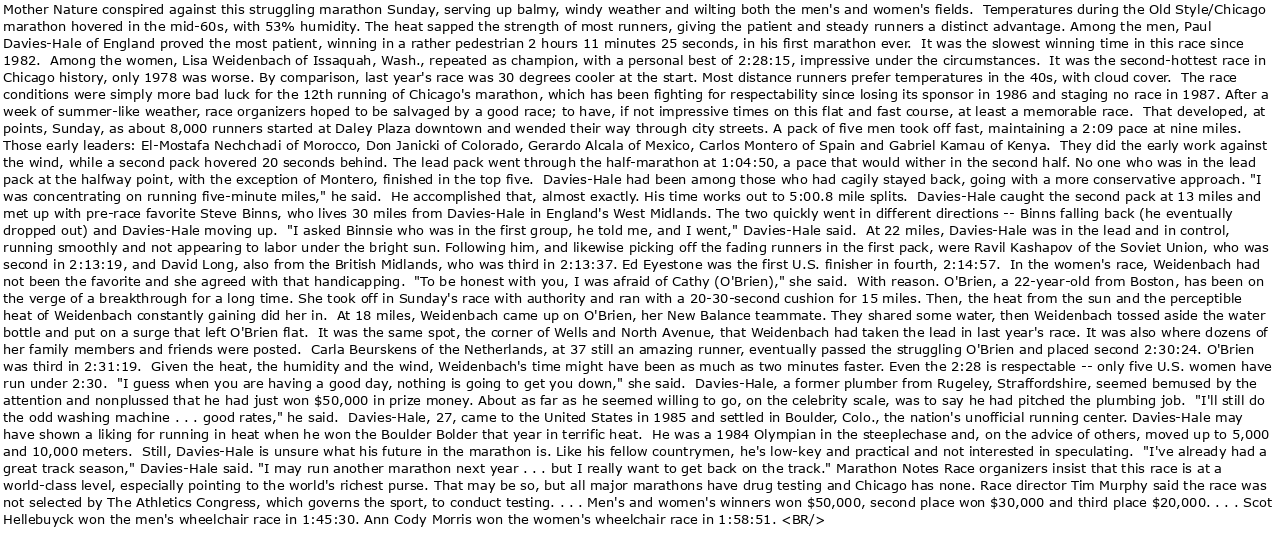 Mother Nature conspired against this struggling marathon Sunday, serving up balmy, windy weather and wilting both the men's and women's fields.  Temperatures during the Old Style/Chicago
marathon hovered in the mid-60s, with 53% humidity. The heat sapped the strength of most runners, giving the patient and steady runners a distinct advantage. Among the men, Paul
Davies-Hale of England proved the most patient, winning in a rather pedestrian 2 hours 11 minutes 25 seconds, in his first marathon ever.  It was the slowest winning time in this race since
1982.  Among the women, Lisa Weidenbach of Issaquah, Wash., repeated as champion, with a personal best of 2:28:15, impressive under the circumstances.  It was the second-hottest race in
Chicago history, only 1978 was worse. By comparison, last year's race was 30 degrees cooler at the start. Most distance runners prefer temperatures in the 40s, with cloud cover.  The race
conditions were simply more bad luck for the 12th running of Chicago's marathon, which has been fighting for respectability since losing its sponsor in 1986 and staging no race in 1987. After a
week of summer-like weather, race organizers hoped to be salvaged by a good race; to have, if not impressive times on this flat and fast course, at least a memorable race.  That developed, at
points, Sunday, as about 8,000 runners started at Daley Plaza downtown and wended their way through city streets. A pack of five men took off fast, maintaining a 2:09 pace at nine miles.
Those early leaders: El-Mostafa Nechchadi of Morocco, Don Janicki of Colorado, Gerardo Alcala of Mexico, Carlos Montero of Spain and Gabriel Kamau of Kenya.  They did the early work against
the wind, while a second pack hovered 20 seconds behind. The lead pack went through the half-marathon at 1:04:50, a pace that would wither in the second half. No one who was in the lead
pack at the halfway point, with the exception of Montero, finished in the top five.  Davies-Hale had been among those who had cagily stayed back, going with a more conservative approach. "I
was concentrating on running five-minute miles," he said.  He accomplished that, almost exactly. His time works out to 5:00.8 mile splits.  Davies-Hale caught the second pack at 13 miles and
met up with pre-race favorite Steve Binns, who lives 30 miles from Davies-Hale in England's West Midlands. The two quickly went in different directions -- Binns falling back (he eventually
dropped out) and Davies-Hale moving up.  "I asked Binnsie who was in the first group, he told me, and I went," Davies-Hale said.  At 22 miles, Davies-Hale was in the lead and in control,
running smoothly and not appearing to labor under the bright sun. Following him, and likewise picking off the fading runners in the first pack, were Ravil Kashapov of the Soviet Union, who was
second in 2:13:19, and David Long, also from the British Midlands, who was third in 2:13:37. Ed Eyestone was the first U.S. finisher in fourth, 2:14:57.  In the women's race, Weidenbach had
not been the favorite and she agreed with that handicapping.  "To be honest with you, I was afraid of Cathy (O'Brien)," she said.  With reason. O'Brien, a 22-year-old from Boston, has been on
the verge of a breakthrough for a long time. She took off in Sunday's race with authority and ran with a 20-30-second cushion for 15 miles. Then, the heat from the sun and the perceptible
heat of Weidenbach constantly gaining did her in.  At 18 miles, Weidenbach came up on O'Brien, her New Balance teammate. They shared some water, then Weidenbach tossed aside the water
bottle and put on a surge that left O'Brien flat.  It was the same spot, the corner of Wells and North Avenue, that Weidenbach had taken the lead in last year's race. It was also where dozens of
her family members and friends were posted.  Carla Beurskens of the Netherlands, at 37 still an amazing runner, eventually passed the struggling O'Brien and placed second 2:30:24. O'Brien
was third in 2:31:19.  Given the heat, the humidity and the wind, Weidenbach's time might have been as much as two minutes faster. Even the 2:28 is respectable -- only five U.S. women have
run under 2:30.  "I guess when you are having a good day, nothing is going to get you down," she said.  Davies-Hale, a former plumber from Rugeley, Straffordshire, seemed bemused by the
attention and nonplussed that he had just won $50,000 in prize money. About as far as he seemed willing to go, on the celebrity scale, was to say he had pitched the plumbing job.  "I'll still do
the odd washing machine . . . good rates," he said.  Davies-Hale, 27, came to the United States in 1985 and settled in Boulder, Colo., the nation's unofficial running center. Davies-Hale may
have shown a liking for running in heat when he won the Boulder Bolder that year in terrific heat.  He was a 1984 Olympian in the steeplechase and, on the advice of others, moved up to 5,000
and 10,000 meters.  Still, Davies-Hale is unsure what his future in the marathon is. Like his fellow countrymen, he's low-key and practical and not interested in speculating.  "I've already had a
great track season," Davies-Hale said. "I may run another marathon next year . . . but I really want to get back on the track." Marathon Notes Race organizers insist that this race is at a
world-class level, especially pointing to the world's richest purse. That may be so, but all major marathons have drug testing and Chicago has none. Race director Tim Murphy said the race was
not selected by The Athletics Congress, which governs the sport, to conduct testing. . . . Men's and women's winners won $50,000, second place won $30,000 and third place $20,000. . . . Scot
Hellebuyck won the men's wheelchair race in 1:45:30. Ann Cody Morris won the women's wheelchair race in 1:58:51. <BR/>